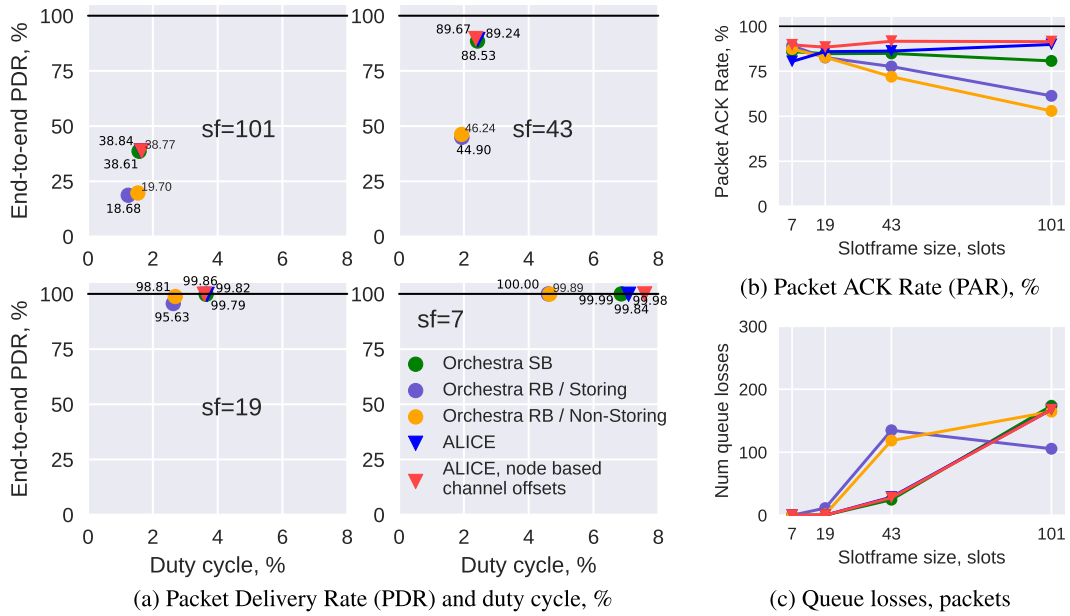 End-to-end PDR, %
100
75
50
25
0
38.84
38.77
38.61
19.70
18.68
sf=101
0 2 4 6 8
100
75
50
25
0
89.67
89.24
88.53
46.24
44.90
sf=43
0 2 4 6 8
End-to-end PDR, %
100
75
50
25
0
98.81
99.86
99.82
99.79
95.63
sf=19
0 2 4 6 8
Duty cycle, %
100
75
50
25
0
100.00
99.89
99.99
99.98
99.84
sf=7
Orchestra SB
Orchestra RB / Storing
Orchestra RB / Non-Storing
ALICE
ALICE, node based
channel offsets
0 2 4 6 8
Duty cycle, %
(a) Packet Delivery Rate (PDR) and duty cycle, %
Packet ACK Rate, %
100
75
50
25
0
7 19 43 101
Slotframe size, slots
(b) Packet ACK Rate (PAR), %
Num queue losses
300
200
100
0
7 19 43 101
Slotframe size, slots
(c) Queue losses, packets